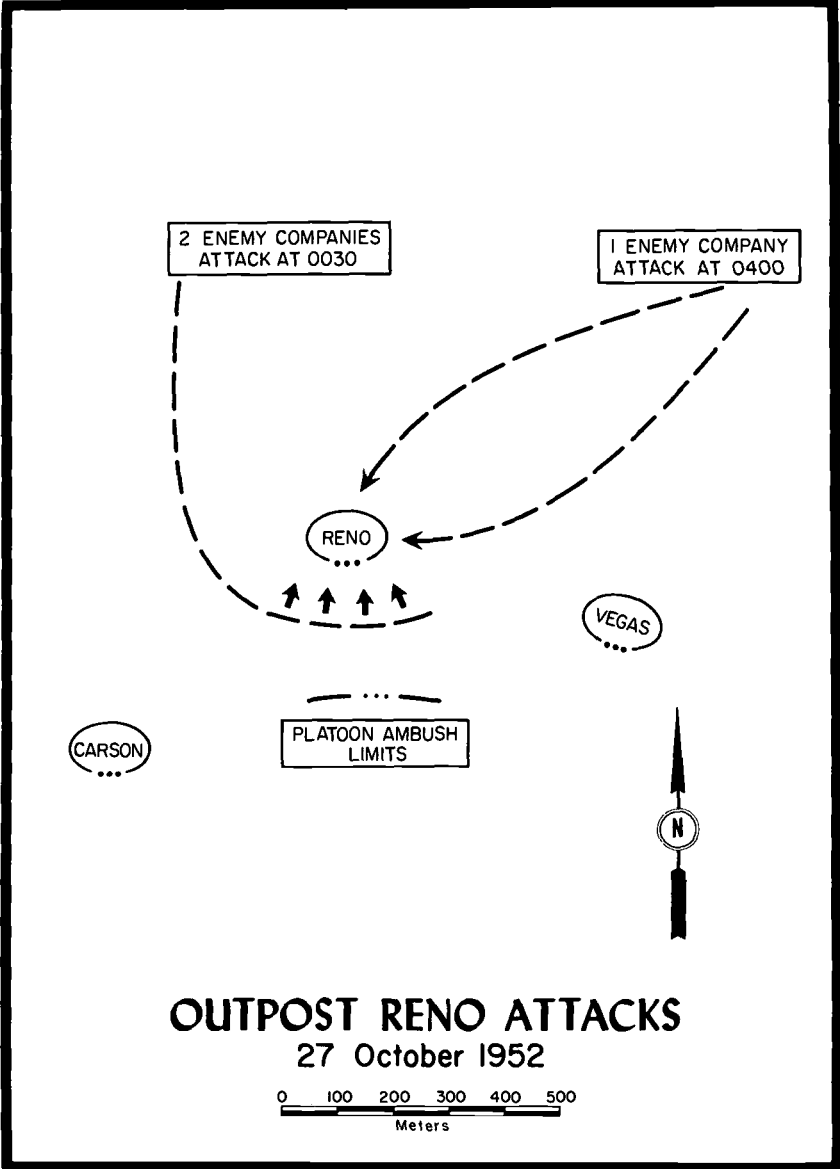 2 ENEMY COMPANIES
ATTACK AT 0030
1 ENEMY COMPANY
ATTACK AT 0400
RENO
VEGAS
PLATOON AMBUSH
LIMITS
CARSON
N
OUTPOST RENO ATTACKS
27 October 1952
0 100 200 300 400 500
Meters